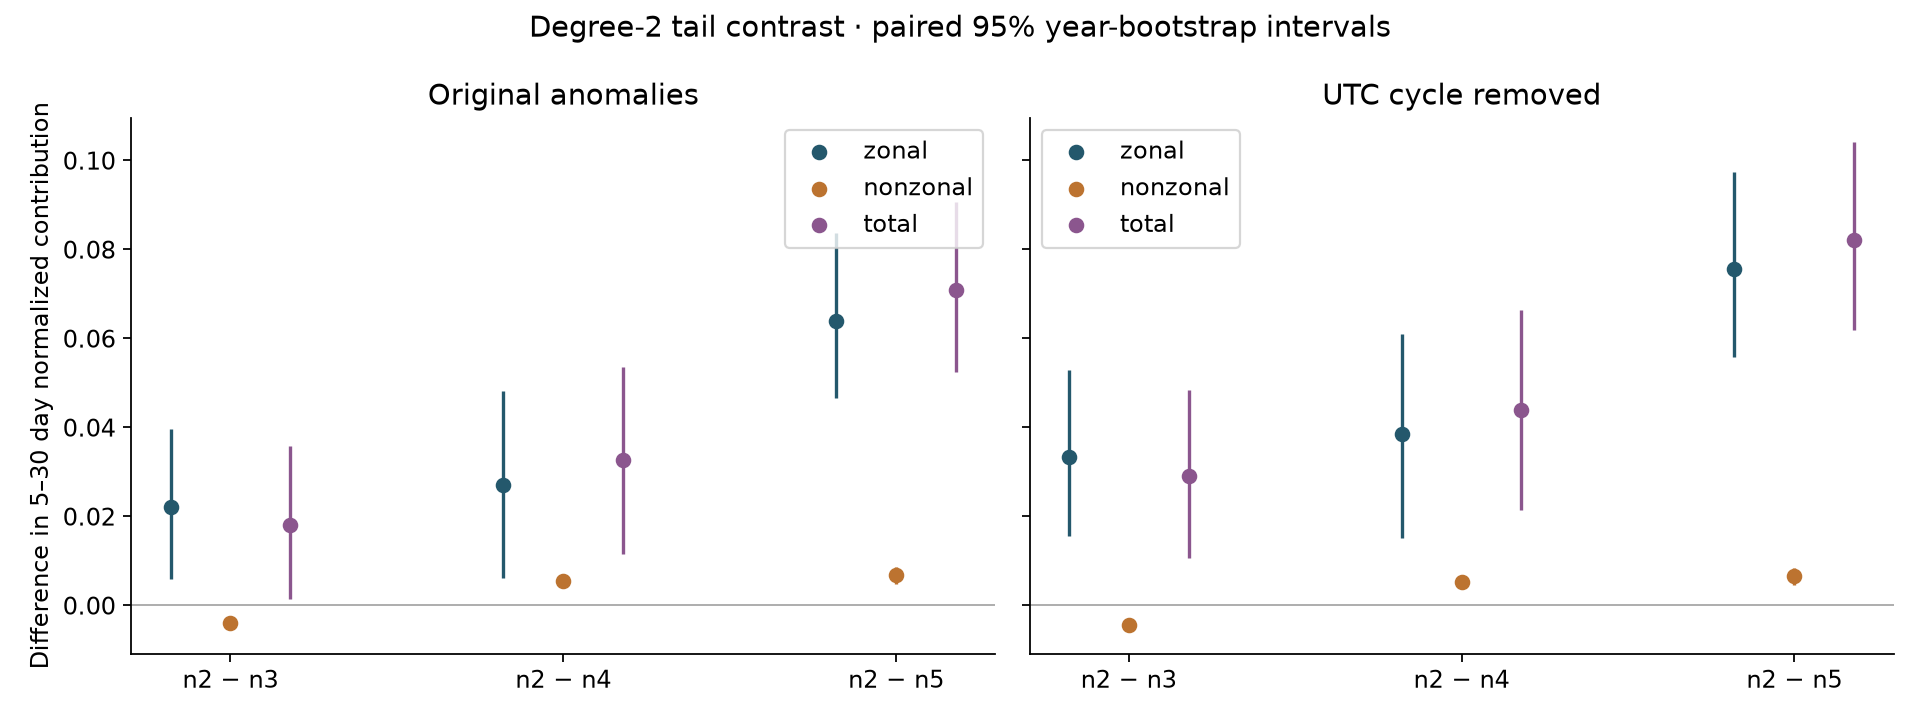 Degree-2 tail contrast · paired 95% year-bootstrap intervals
Original anomalies
Difference in 5–30 day normalized contribution
0.10
0.08
0.06
0.04
0.02
0.00
zonal
nonzonal
total
n2 − n3
n2 − n4
n2 − n5
UTC cycle removed
zonal
nonzonal
total
n2 − n3
n2 − n4
n2 − n5